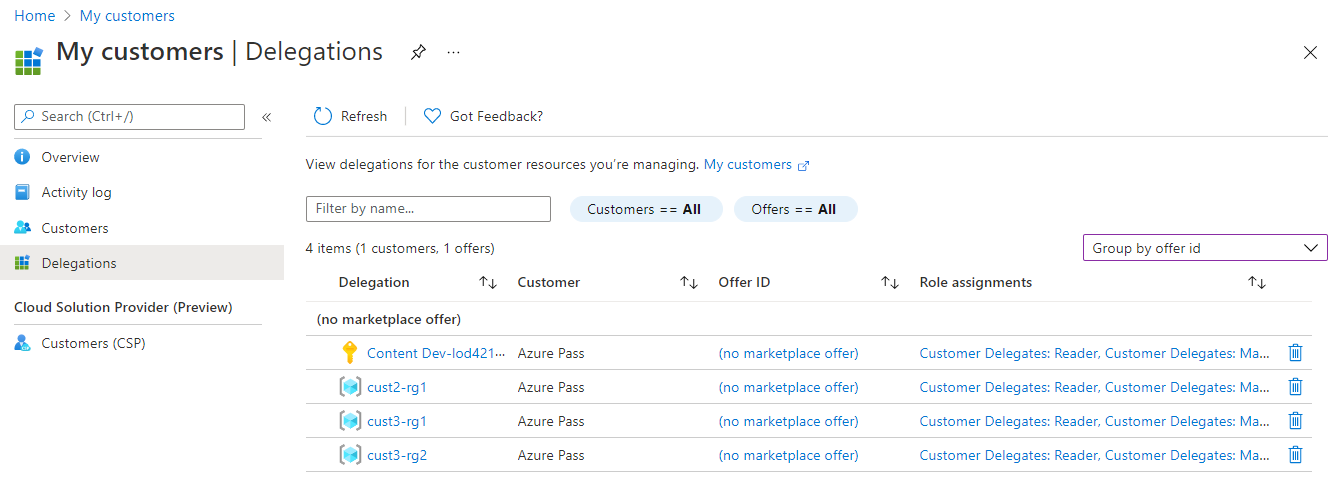 Home > My customers
My customers | Delegations ...
Search (Ctrl+/) «
Overview
Activity log
Customers
Delegations
Cloud Solution Provider (Preview)
Customers (CSP)
Refresh Got Feedback?
View delegations for the customer resources you're managing. My customers
Filter by name... Customers == All Offers == All
4 items (1 customers, 1 offers) Group by offer id
Delegation Customer Offer ID Role assignments
(no marketplace offer)
Content Dev-lod421... Azure Pass (no marketplace offer) Customer Delegates: Reader, Customer Delegates: Ma...
cust2-rg1 Azure Pass (no marketplace offer) Customer Delegates: Reader, Customer Delegates: Ma...
cust3-rg1 Azure Pass (no marketplace offer) Customer Delegates: Reader, Customer Delegates: Ma...
cust3-rg2 Azure Pass (no marketplace offer) Customer Delegates: Reader, Customer Delegates: Ma...